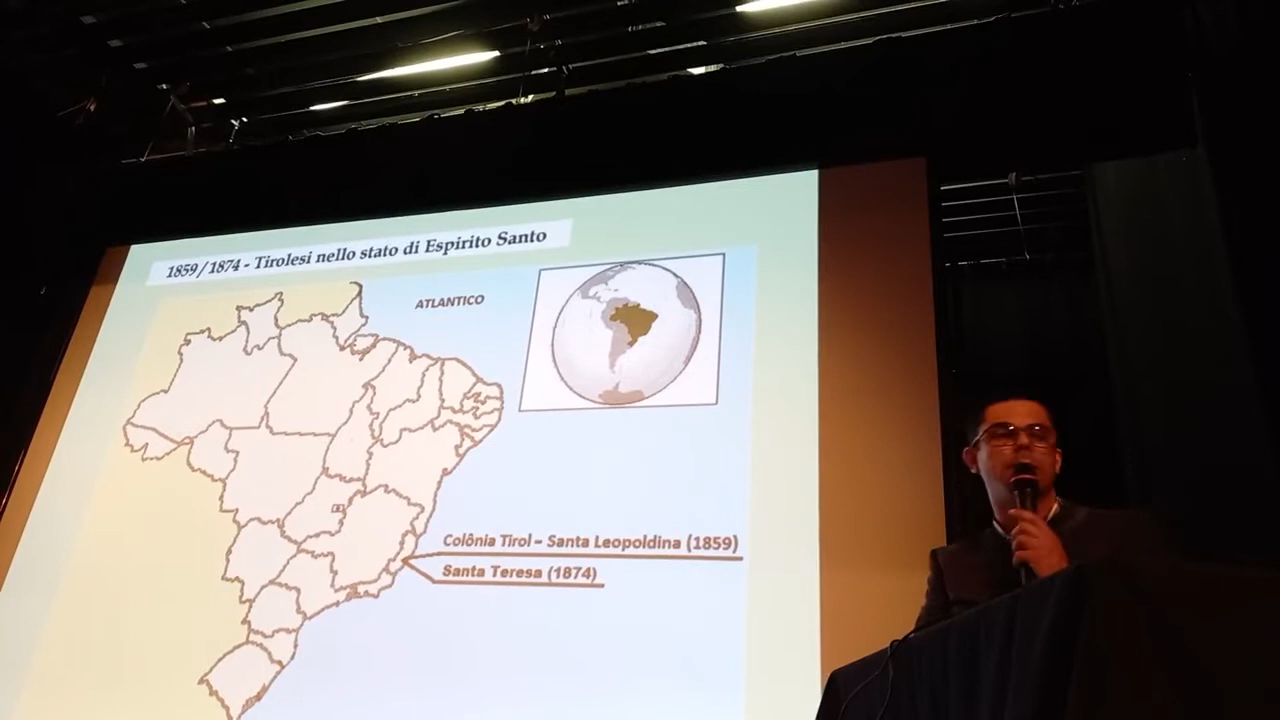 1859/1874 - Tirolesi nello stato di Espirito Santo
ATLANTICO
Colônia Tirol – Santa Leopoldina (1859)
Santa Teresa (1874)